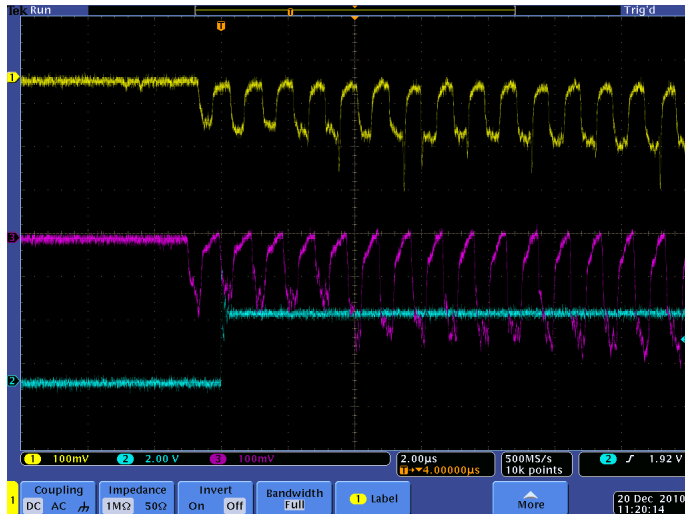 Tek Run Trig'd
T
T
1
3
2
1 100mV 2 2.00 V 3 100mV 2.00µs 500MS/s 2 1.92 V
T→▼4.00000µs 10k points
1 Coupling Impedance Invert Bandwidth 1 Label More
DC AC 1MΩ 50Ω On Off Full
20 Dec 2010
11:20:14